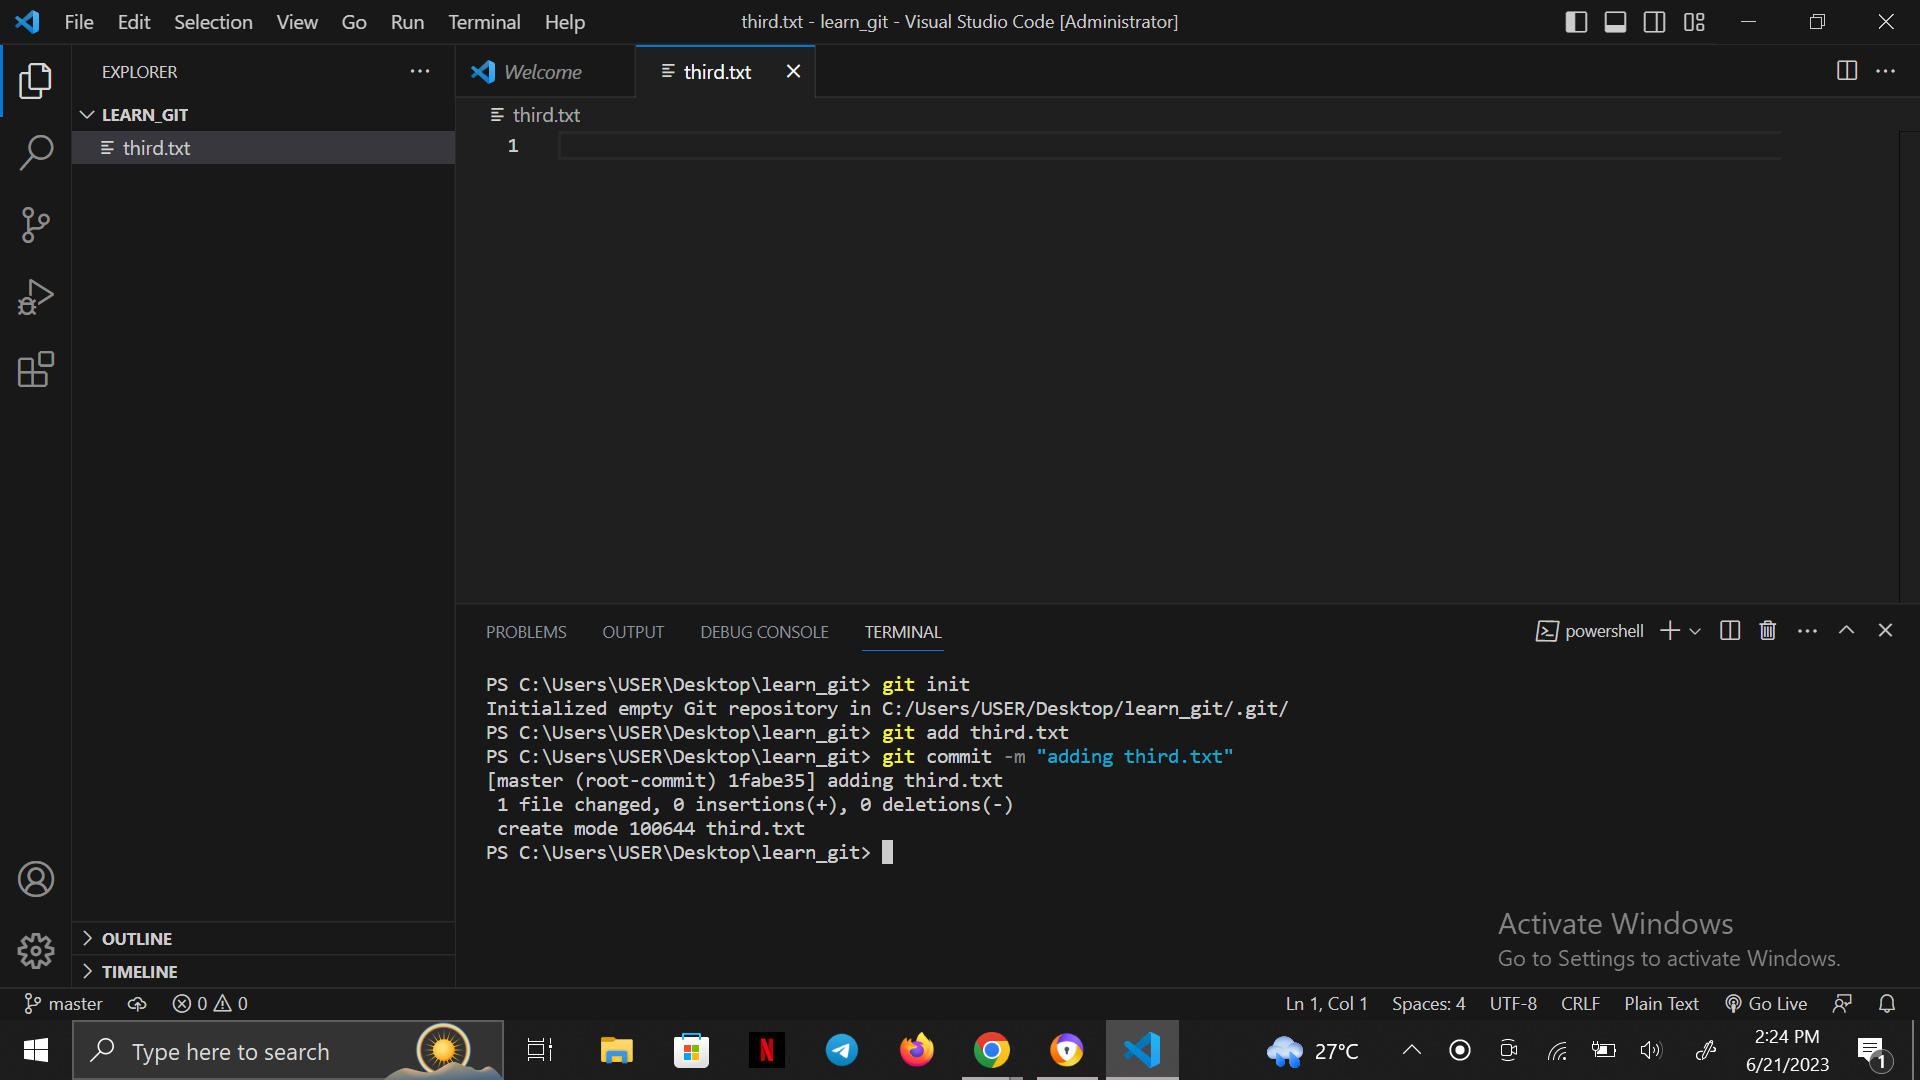 File Edit Selection View Go Run Terminal Help
third.txt - learn_git - Visual Studio Code [Administrator]
EXPLORER
Welcome
third.txt
LEARN_GIT
third.txt
third.txt
1
PROBLEMS OUTPUT DEBUG CONSOLE TERMINAL
powershell
PS C:\Users\USER\Desktop\learn_git> git init
Initialized empty Git repository in C:/Users/USER/Desktop/learn_git/.git/
PS C:\Users\USER\Desktop\learn_git> git add third.txt
PS C:\Users\USER\Desktop\learn_git> git commit -m "adding third.txt"
[master (root-commit) 1fabe35] adding third.txt
 1 file changed, 0 insertions(+), 0 deletions(-)
 create mode 100644 third.txt
PS C:\Users\USER\Desktop\learn_git>
Activate Windows
Go to Settings to activate Windows.
OUTLINE
TIMELINE
master 0 0
Ln 1, Col 1 Spaces: 4 UTF-8 CRLF Plain Text Go Live
Type here to search
N
27°C
2:24 PM
6/21/2023
1